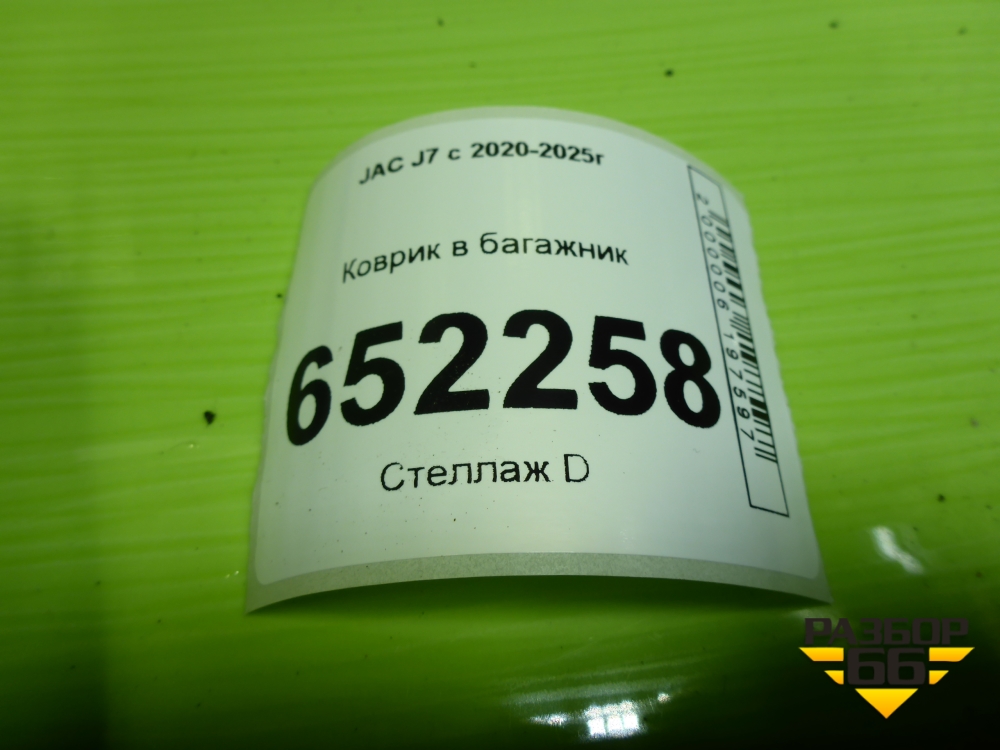 JAC J7 с 2020-2025г
Коврик в багажник
652258
Стеллаж D
2000006197597
РАЗБОР
66